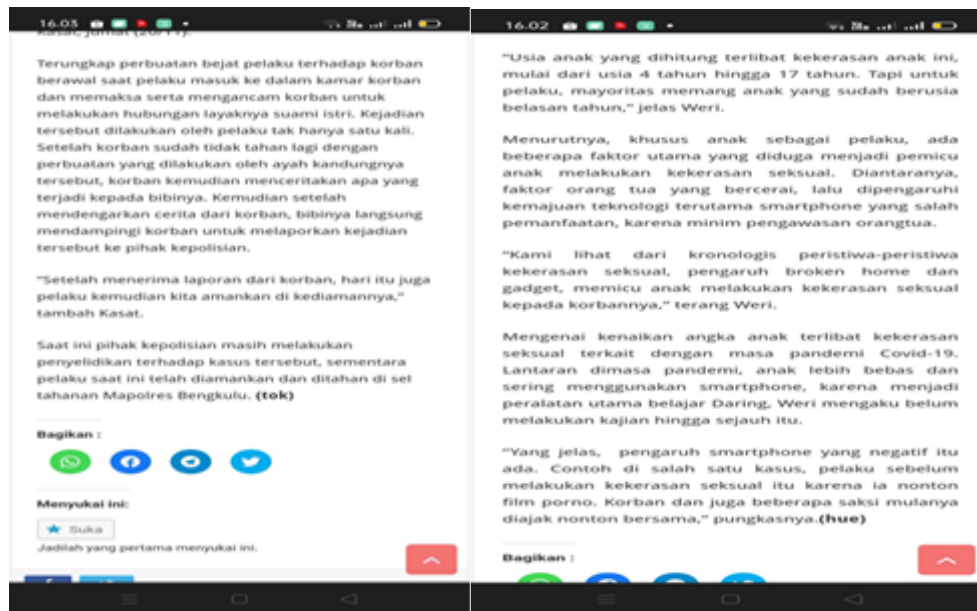 16.03
Kasat, Jumat (20/11).
Terungkap perbuatan bejat pelaku terhadap korban
berawal saat pelaku masuk ke dalam kamar korban
dan memaksa serta mengancam korban untuk
melakukan hubungan layaknya suami istri. Kejadian
tersebut dilakukan oleh pelaku tak hanya satu kali.
Setelah korban sudah tidak tahan lagi dengan
perbuatan yang dilakukan oleh ayah kandungnya
tersebut, korban kemudian menceritakan apa yang
terjadi kepada bibinya. Kemudian setelah
mendengarkan cerita dari korban, bibinya langsung
mendampingi korban untuk melaporkan kejadian
tersebut ke pihak kepolisian.
"Setelah menerima laporan dari korban, hari itu juga
pelaku kemudian kita amankan di kediamannya,"
tambah Kasat.
Saat ini pihak kepolisian masih melakukan
penyelidikan terhadap kasus tersebut, sementara
pelaku saat ini telah diamankan dan ditahan di sel
tahanan Mapolres Bengkulu. (tok)
Bagikan :
Menyukai ini:
Suka
Jadilah yang pertama menyukai ini.
16.02
"Usia anak yang dihitung terlibat kekerasan anak ini,
mulai dari usia 4 tahun hingga 17 tahun. Tapi untuk
pelaku, mayoritas memang anak yang sudah berusia
belasan tahun," jelas Weri.
Menurutnya, khusus anak sebagai pelaku, ada
beberapa faktor utama yang diduga menjadi pemicu
anak melakukan kekerasan seksual. Diantaranya,
faktor orang tua yang bercerai, lalu dipengaruhi
kemajuan teknologi terutama smartphone yang salah
pemanfaatan, karena minim pengawasan orangtua.
"Kami lihat dari kronologis peristiwa-peristiwa
kekerasan seksual, pengaruh broken home dan
gadget, memicu anak melakukan kekerasan seksual
kepada korbannya," terang Weri.
Mengenai kenaikan angka anak terlibat kekerasan
seksual terkait dengan masa pandemi Covid-19.
Lantaran dimasa pandemi, anak lebih bebas dan
sering menggunakan smartphone, karena menjadi
peralatan utama belajar Daring, Weri mengaku belum
melakukan kajian hingga sejauh itu.
"Yang jelas, pengaruh smartphone yang negatif itu
ada. Contoh di salah satu kasus, pelaku sebelum
melakukan kekerasan seksual itu karena ia nonton
film porno. Korban dan juga beberapa saksi mulanya
diajak nonton bersama," pungkasnya.(hue)
Bagikan :